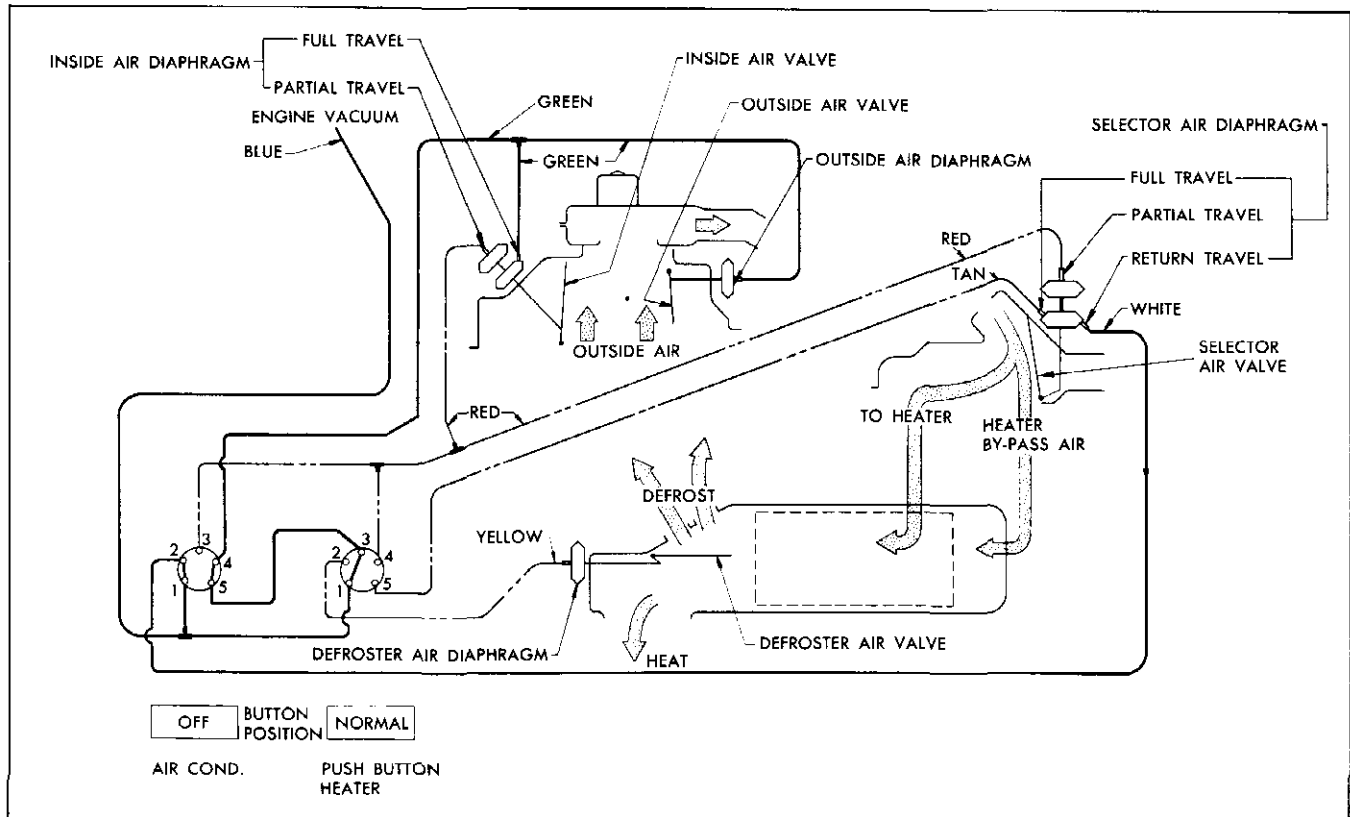 INSIDE AIR DIAPHRAGM
FULL TRAVEL
PARTIAL TRAVEL
ENGINE VACUUM
BLUE
GREEN
GREEN
INSIDE AIR VALVE
OUTSIDE AIR VALVE
OUTSIDE AIR DIAPHRAGM
SELECTOR AIR DIAPHRAGM
FULL TRAVEL
PARTIAL TRAVEL
RETURN TRAVEL
RED
TAN
WHITE
OUTSIDE AIR
SELECTOR
AIR VALVE
RED
TO HEATER
HEATER
BY-PASS AIR
DEFROST
YELLOW
2 3 4 1 5
2 3 4 1 5
DEFROSTER AIR DIAPHRAGM
HEAT
DEFROSTER AIR VALVE
OFF
BUTTON
POSITION
NORMAL
AIR COND.
PUSH BUTTON
HEATER